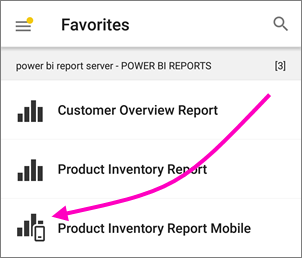 Favorites
power bi report server - POWER BI REPORTS [3]
Customer Overview Report
Product Inventory Report
Product Inventory Report Mobile